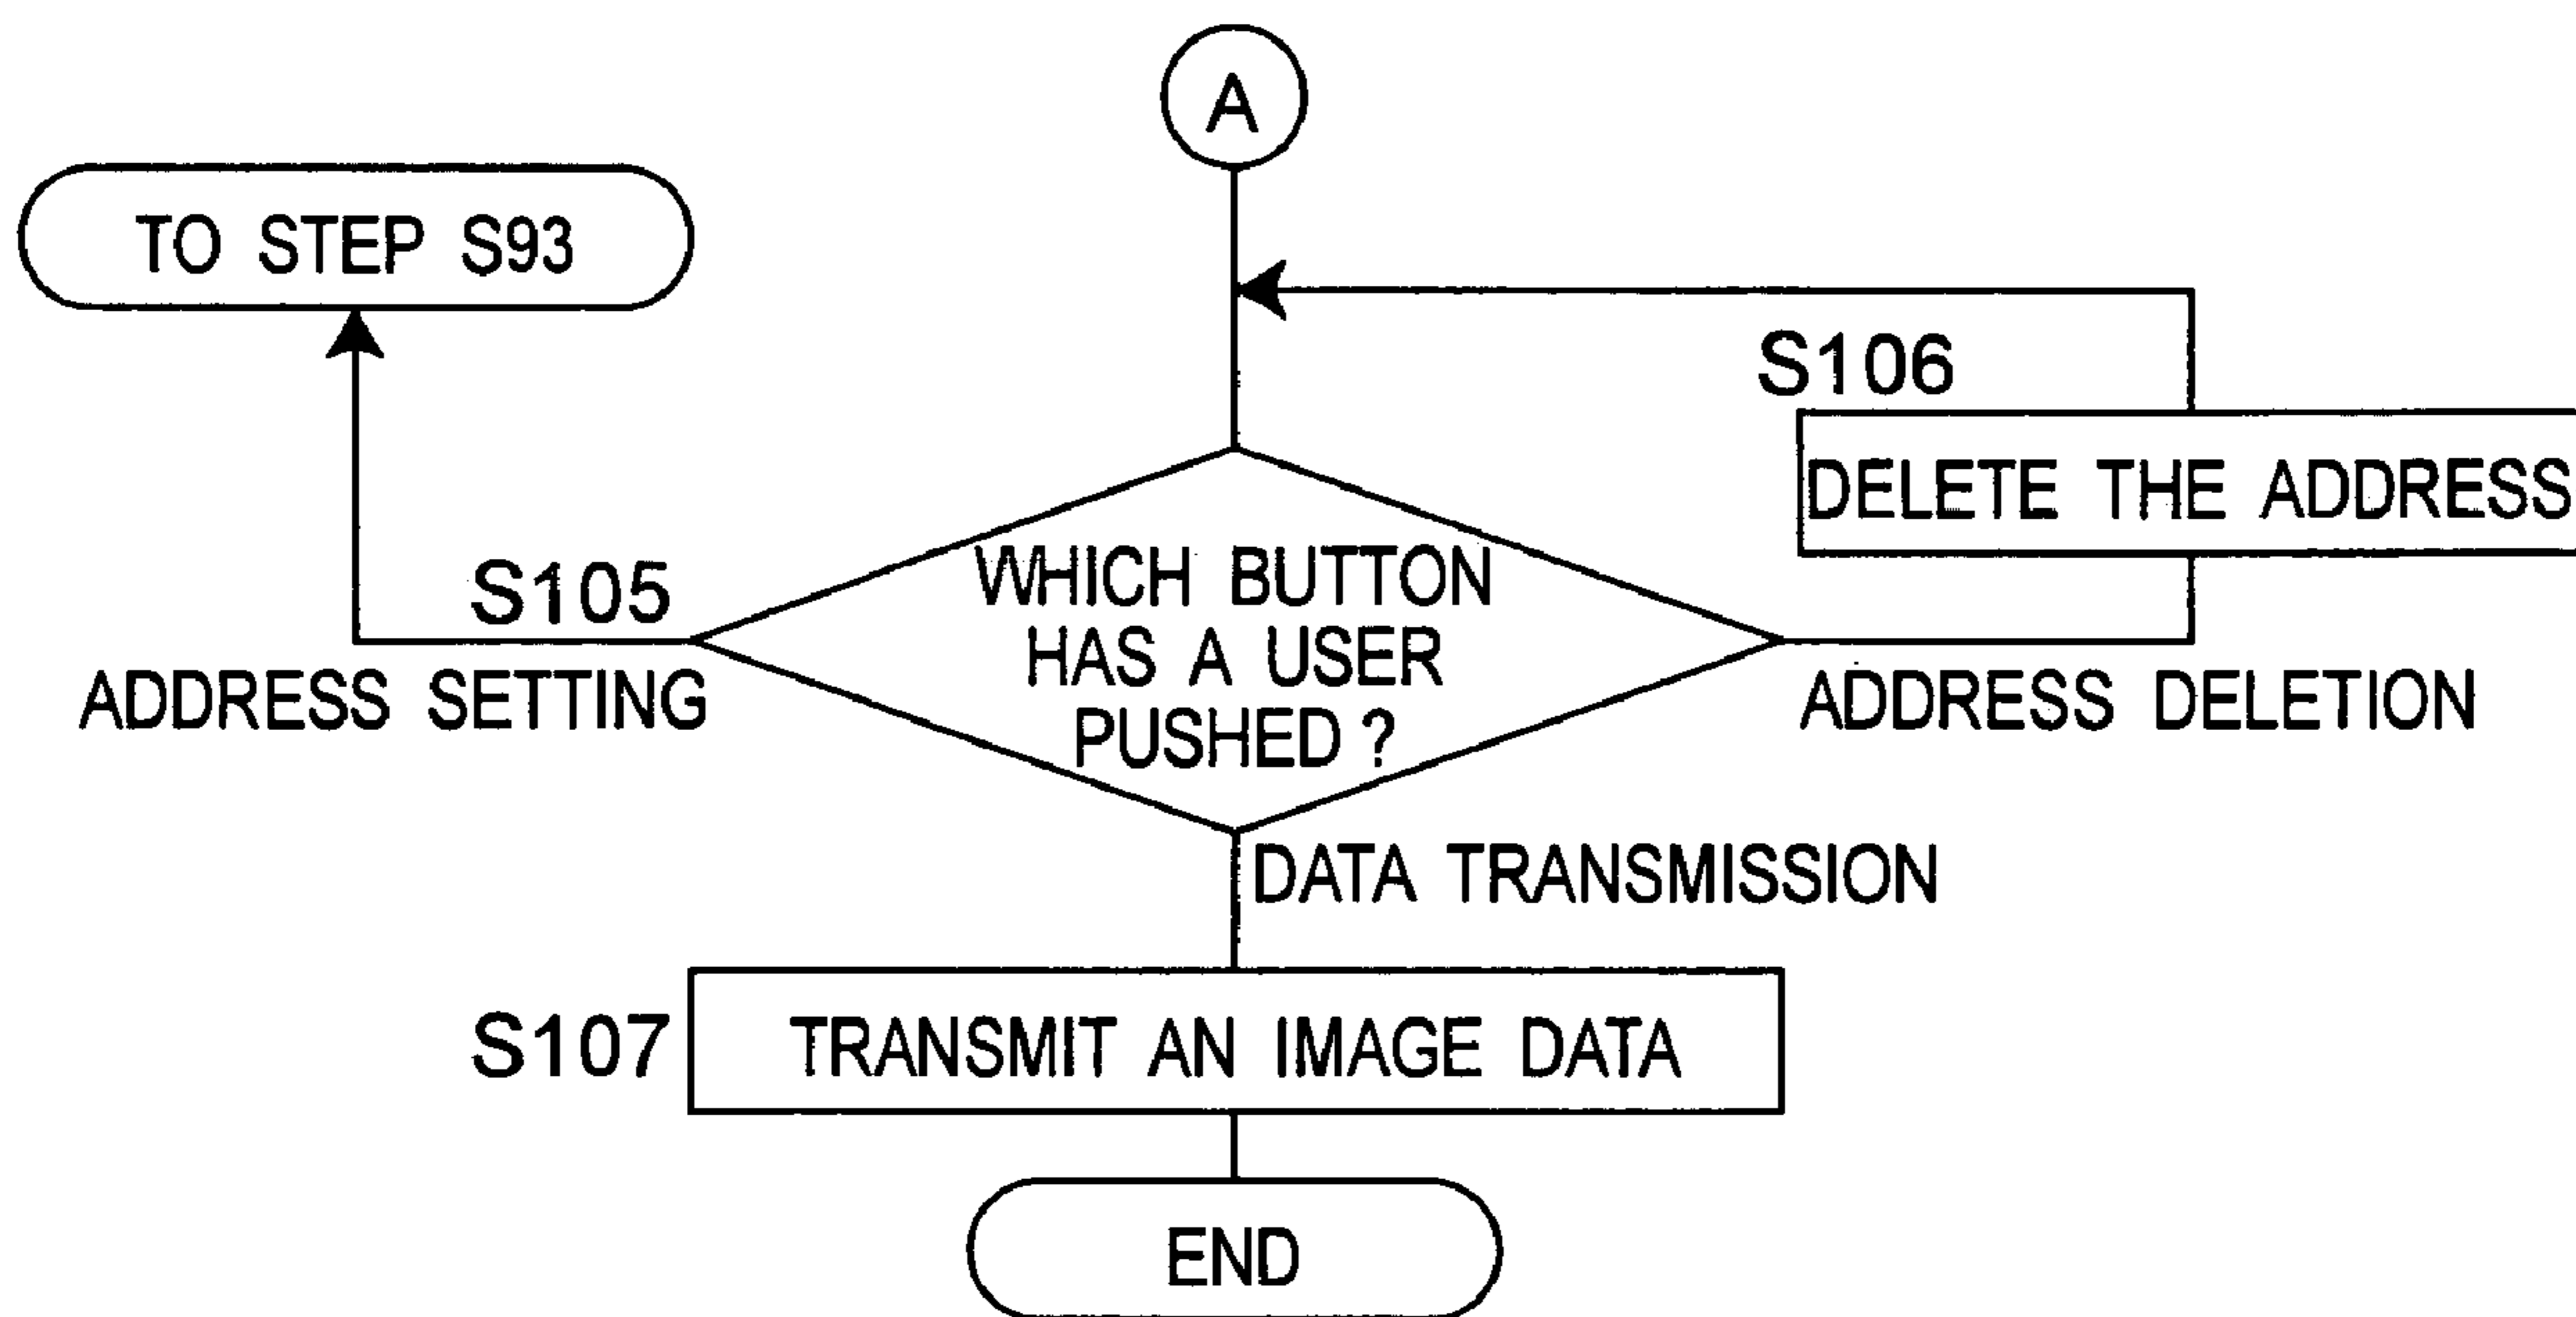 A
TO STEP S93
S106
DELETE THE ADDRESS
S105
WHICH BUTTON
HAS A USER
PUSHED ?
ADDRESS SETTING
ADDRESS DELETION
DATA TRANSMISSION
S107
TRANSMIT AN IMAGE DATA
END